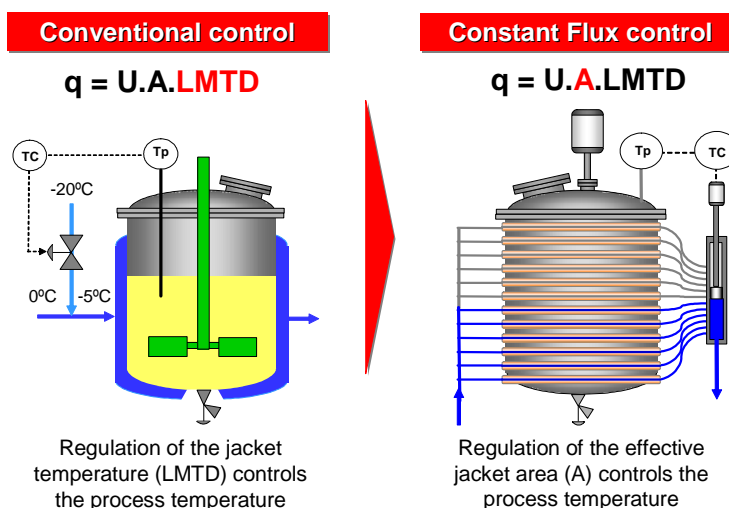 Conventional control
q = U.A.LMTD
TC
Tp
-20ºC
0ºC
-5ºC
Regulation of the jacket
temperature (LMTD) controls
the process temperature
Constant Flux control
q = U.A.LMTD
Tp
TC
Regulation of the effective
jacket area (A) controls the
process temperature